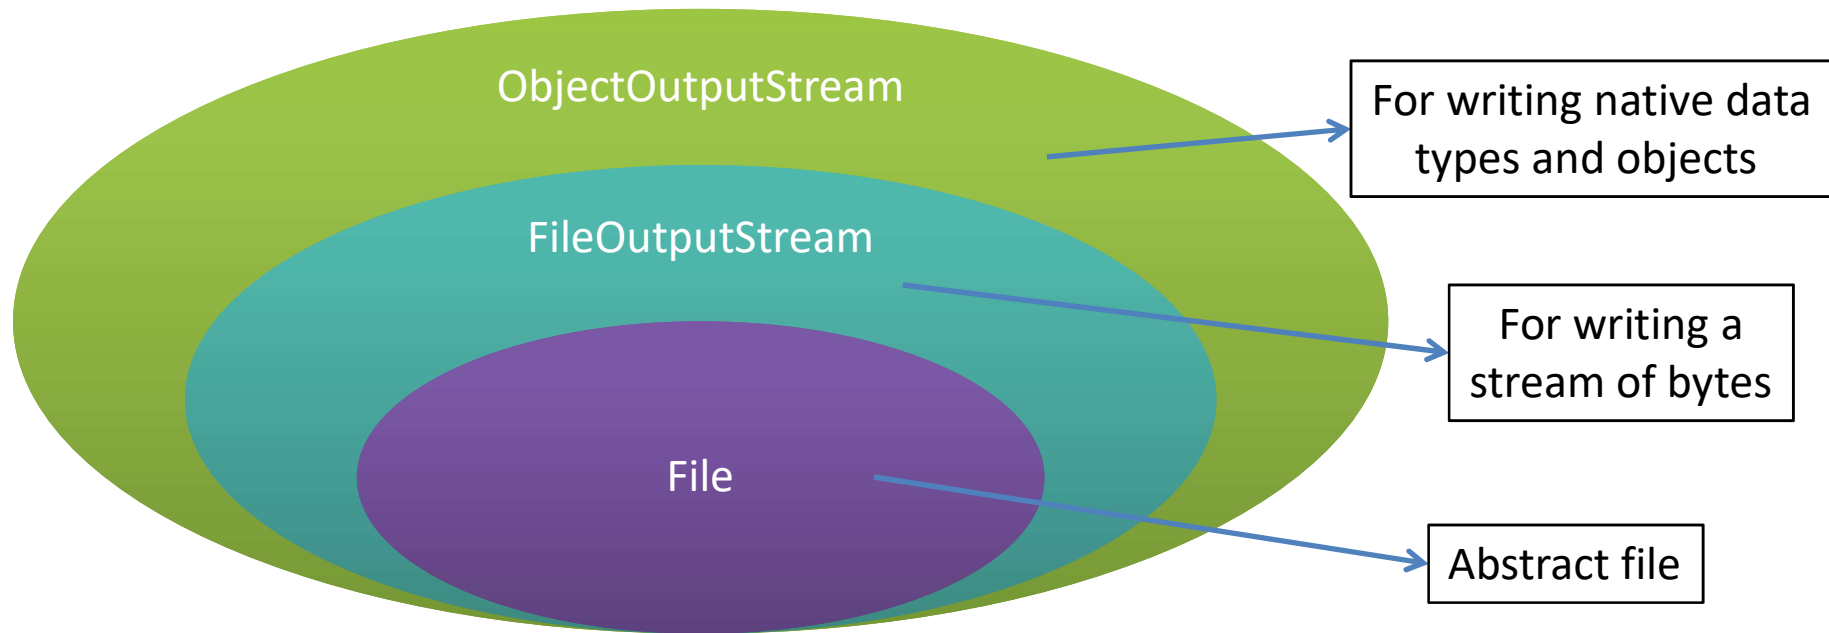 ObjectOutputStream
For writing native data
types and objects
FileOutputStream
For writing a
stream of bytes
File
Abstract file